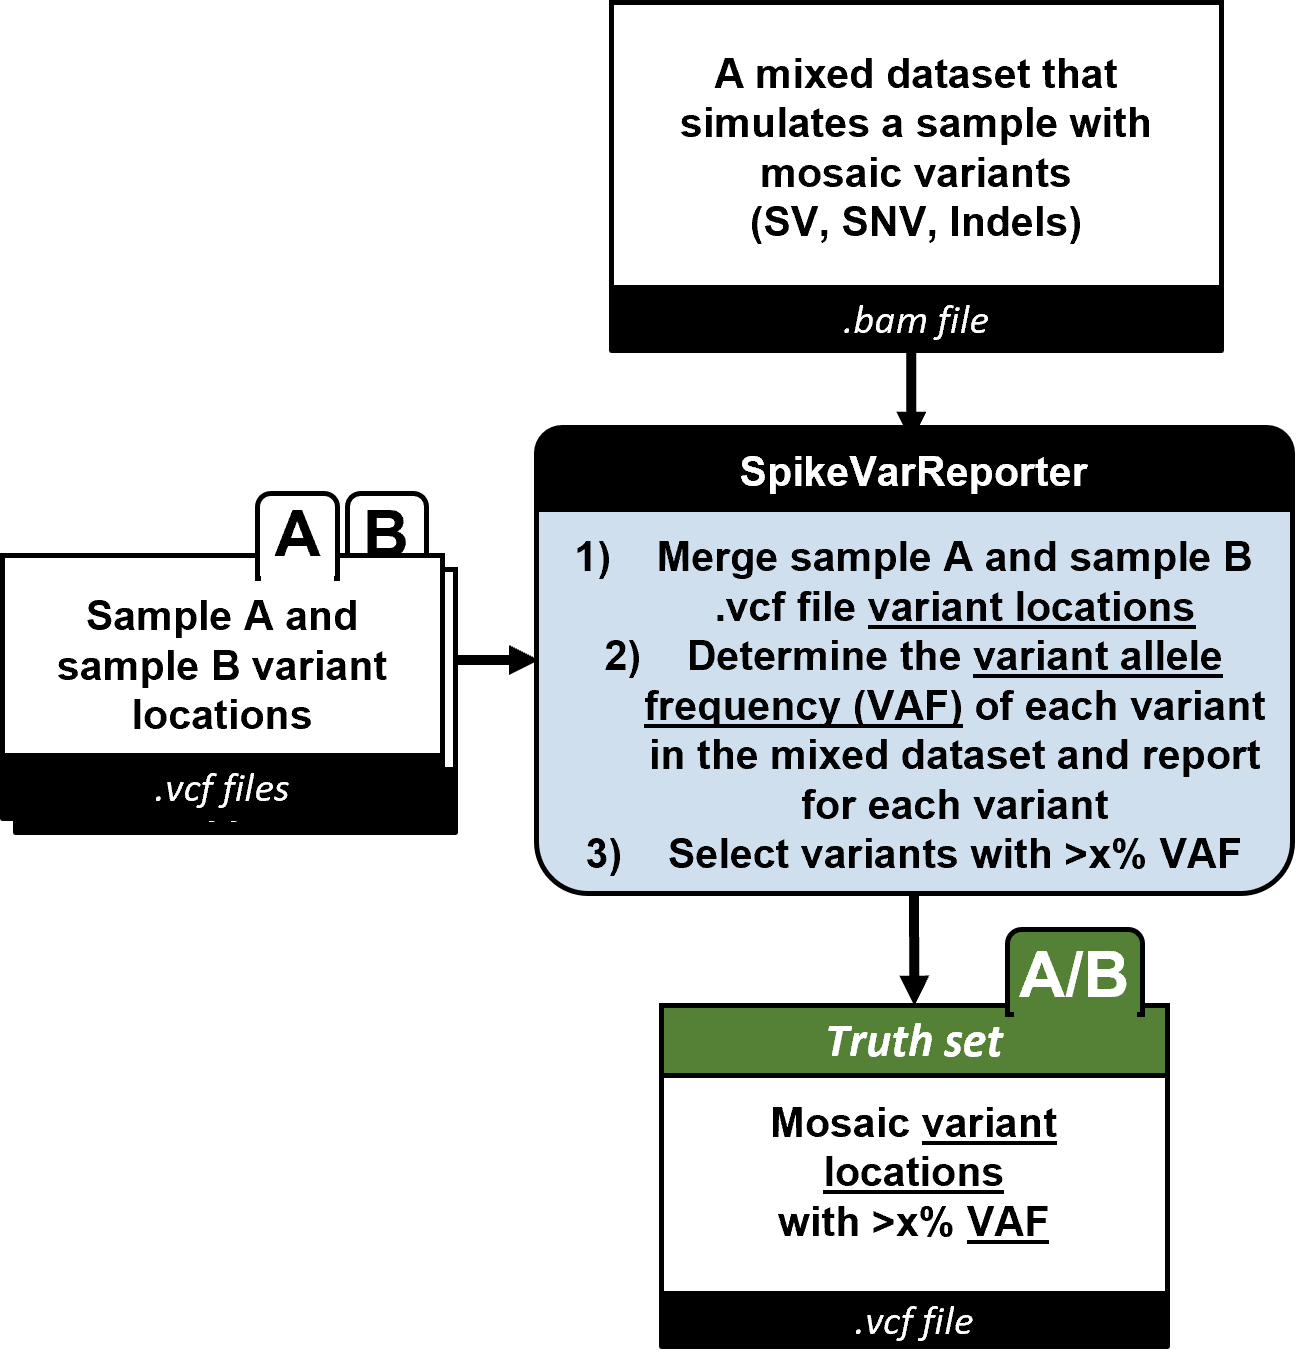 A mixed dataset that
simulates a sample with
mosaic variants
(SV, SNV, Indels)
.bam file
A
B
Sample A and
sample B variant
locations
.vcf files
SpikeVarReporter
1) Merge sample A and sample B
.vcf file variant locations
2) Determine the variant allele
frequency (VAF) of each variant
in the mixed dataset and report
for each variant
3) Select variants with >x% VAF
A/B
Truth set
Mosaic variant
locations
with >x% VAF
.vcf file